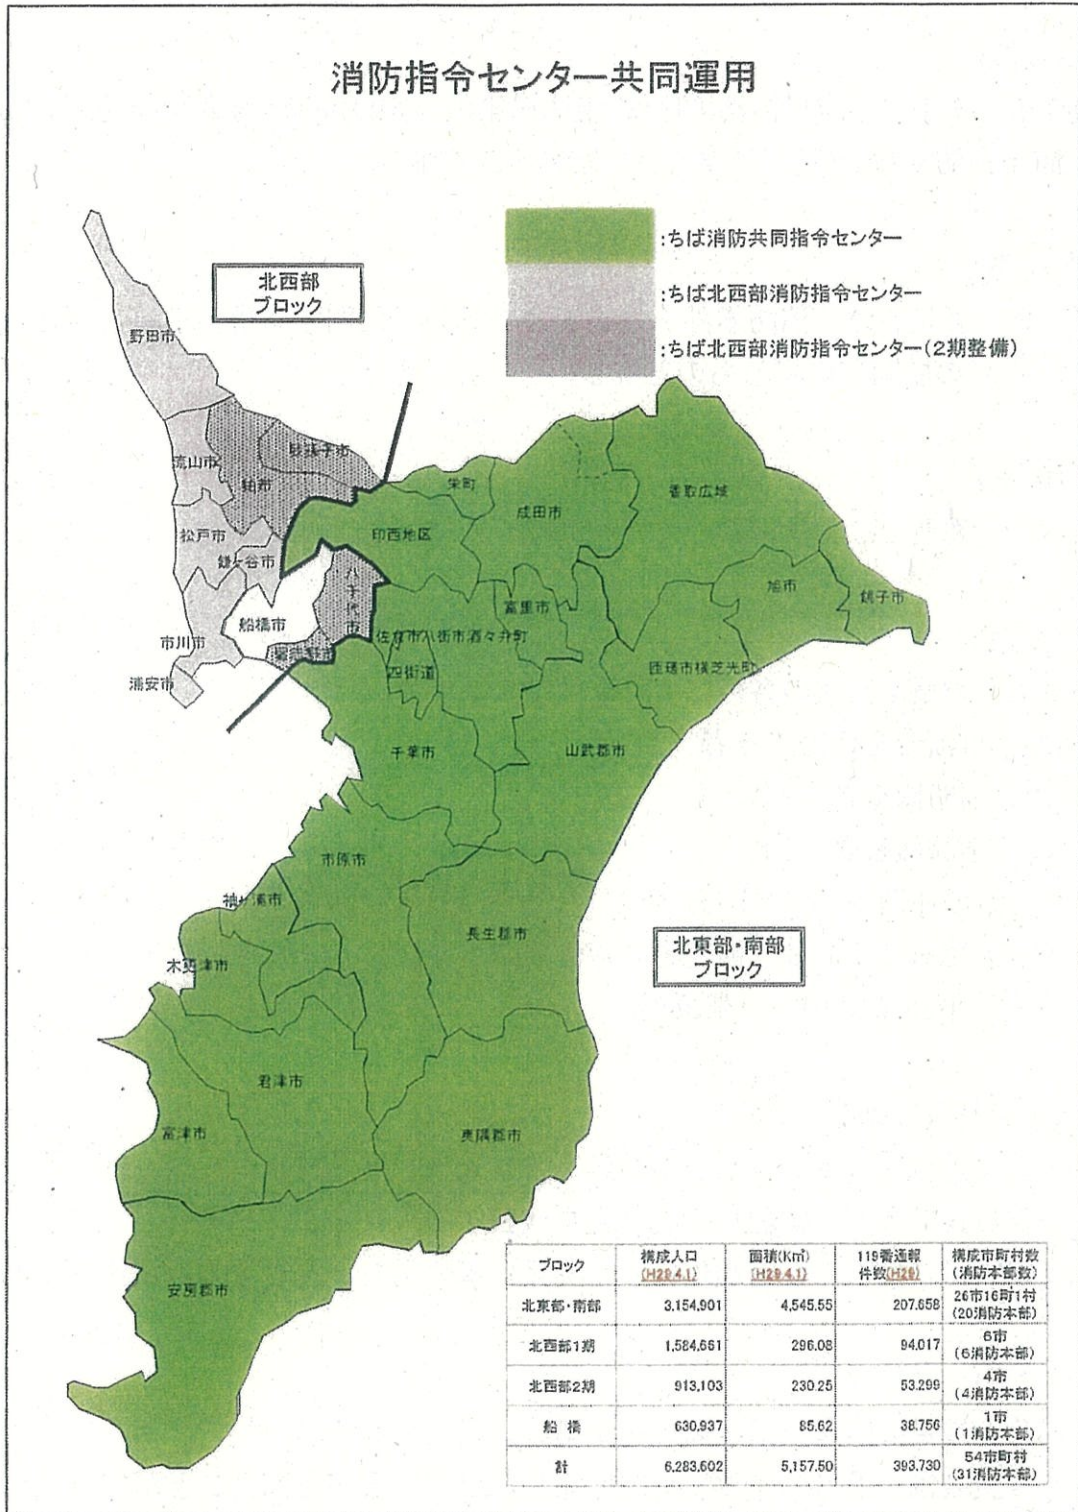 消防指令センター共同運用
:ちば消防共同指令センター
:ちば北西部消防指令センター
:ちば北西部消防指令センター(2期整備)
北西部
ブロック
野田市
流山市
柏市
我孫子市
松戸市
鎌ヶ谷市
市川市
浦安市
船橋市
八千代市
習志野市
栄町
印西地区
成田市
香取広域
富里市
旭市
銚子市
佐倉市八街市酒々井町
四街道
匝瑳市横芝光町
千葉市
山武郡市
市原市
袖ヶ浦市
長生郡市
木更津市
北東部・南部
ブロック
君津市
富津市
夷隅郡市
安房郡市
ブロック 構成人口(H29.4.1) 面積(K㎡)(H29.4.1) 119番通報件数(H29) 構成市町村数(消防本部数)
北東部・南部 3,154,901 4,545.55 207,658 26市16町1村(20消防本部)
北西部1期 1,584,661 296.08 94,017 6市(6消防本部)
北西部2期 913,103 230.25 53,299 4市(4消防本部)
船橋 630,937 85.62 38,756 1市(1消防本部)
計 6,283,602 5,157.50 393,730 54市町村(31消防本部)